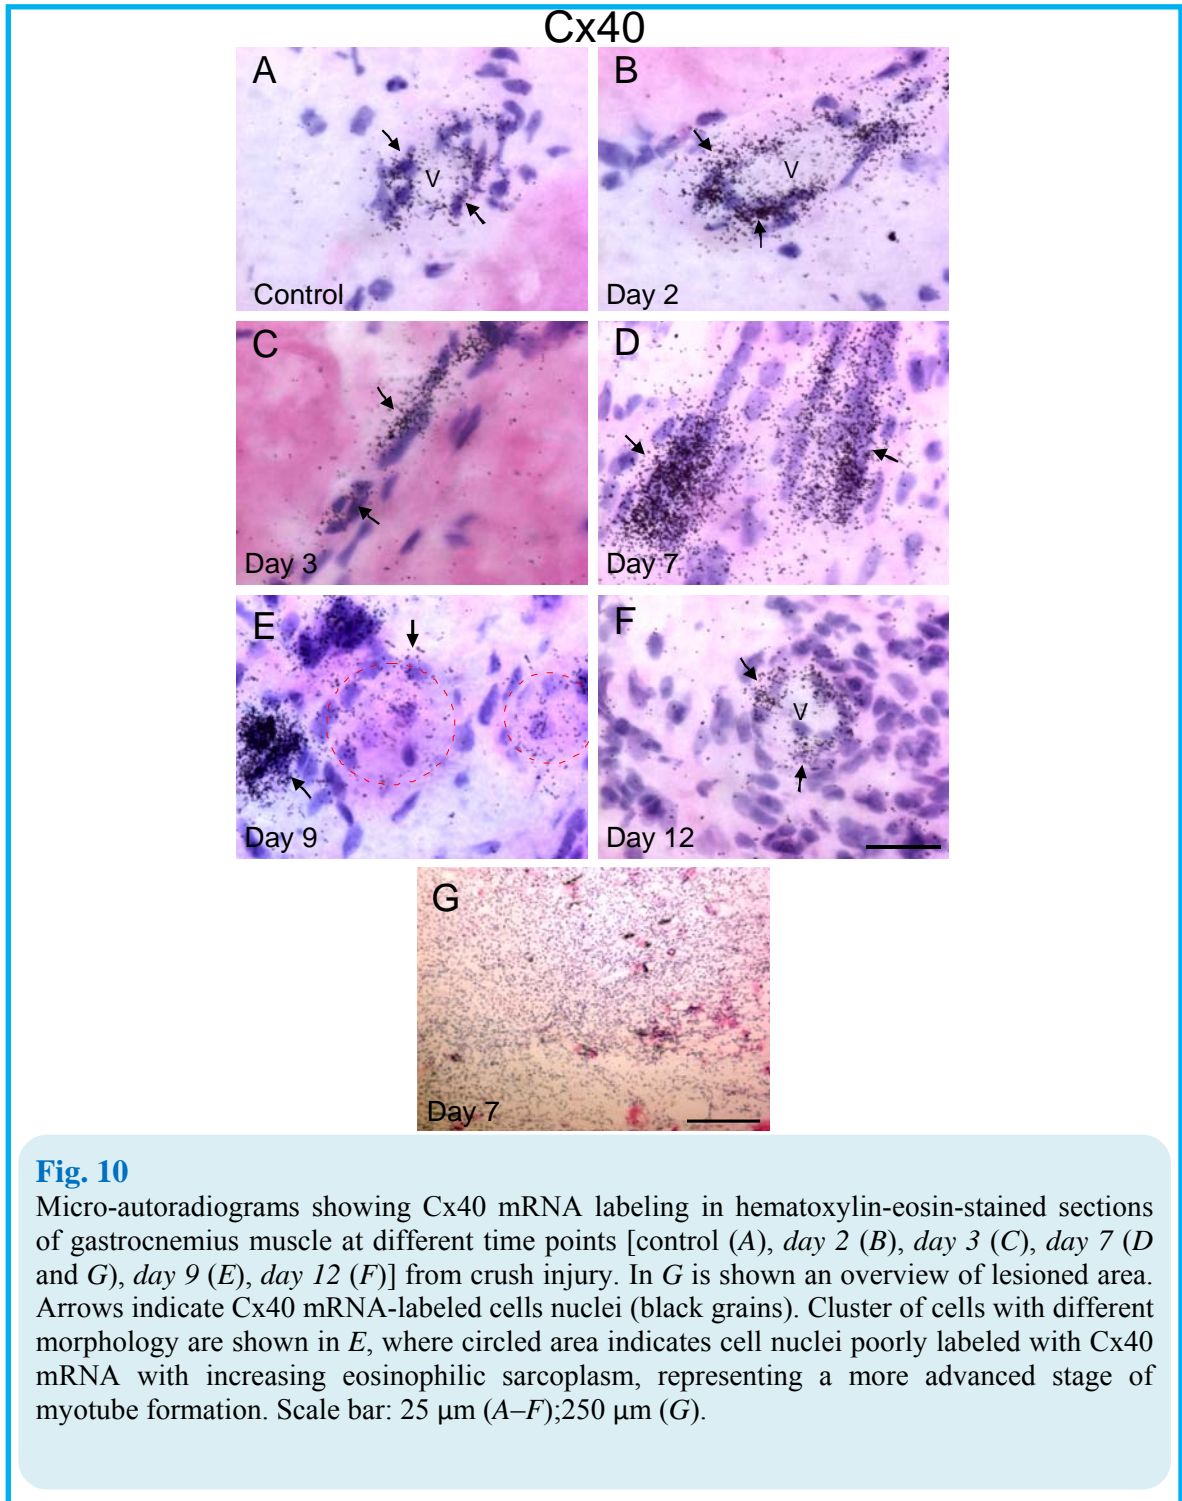 Cx40
A
V
Control
B
V
Day 2
C
Day 3
D
Day 7
E
Day 9
F
V
Day 12
G
Day 7
Fig. 10
Micro-autoradiograms showing Cx40 mRNA labeling in hematoxylin-eosin-stained sections
of gastrocnemius muscle at different time points [control (A), day 2 (B), day 3 (C), day 7 (D
and G), day 9 (E), day 12 (F)] from crush injury. In G is shown an overview of lesioned area.
Arrows indicate Cx40 mRNA-labeled cells nuclei (black grains). Cluster of cells with different
morphology are shown in E, where circled area indicates cell nuclei poorly labeled with Cx40
mRNA with increasing eosinophilic sarcoplasm, representing a more advanced stage of
myotube formation. Scale bar: 25 μm (A–F);250 μm (G).